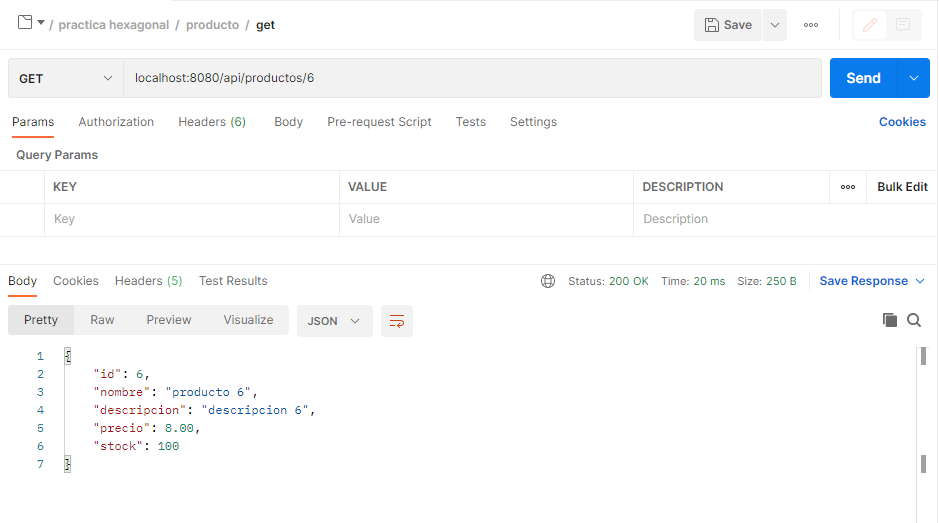 / practica hexagonal / producto / get
Save
GET
localhost:8080/api/productos/6
Send
Params Authorization Headers (6) Body Pre-request Script Tests Settings Cookies
Query Params
KEY VALUE DESCRIPTION Bulk Edit
Key Value Description
Body Cookies Headers (5) Test Results Status: 200 OK Time: 20 ms Size: 250 B Save Response
Pretty Raw Preview Visualize JSON
1 {
2 "id": 6,
3 "nombre": "producto 6",
4 "descripcion": "descripcion 6",
5 "precio": 8.00,
6 "stock": 100
7 }